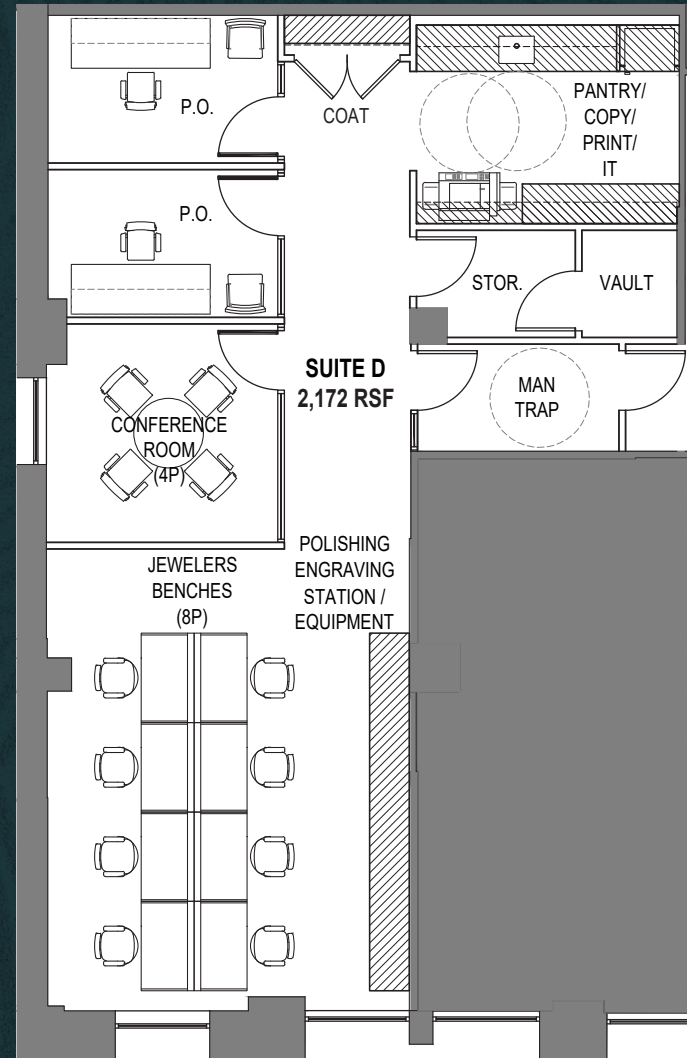 P.O.
COAT
PANTRY/
COPY/
PRINT/
IT
P.O.
STOR.
VAULT
SUITE D
2,172 RSF
MAN
TRAP
CONFERENCE
ROOM
(4P)
JEWELERS
BENCHES
(8P)
POLISHING
ENGRAVING
STATION /
EQUIPMENT